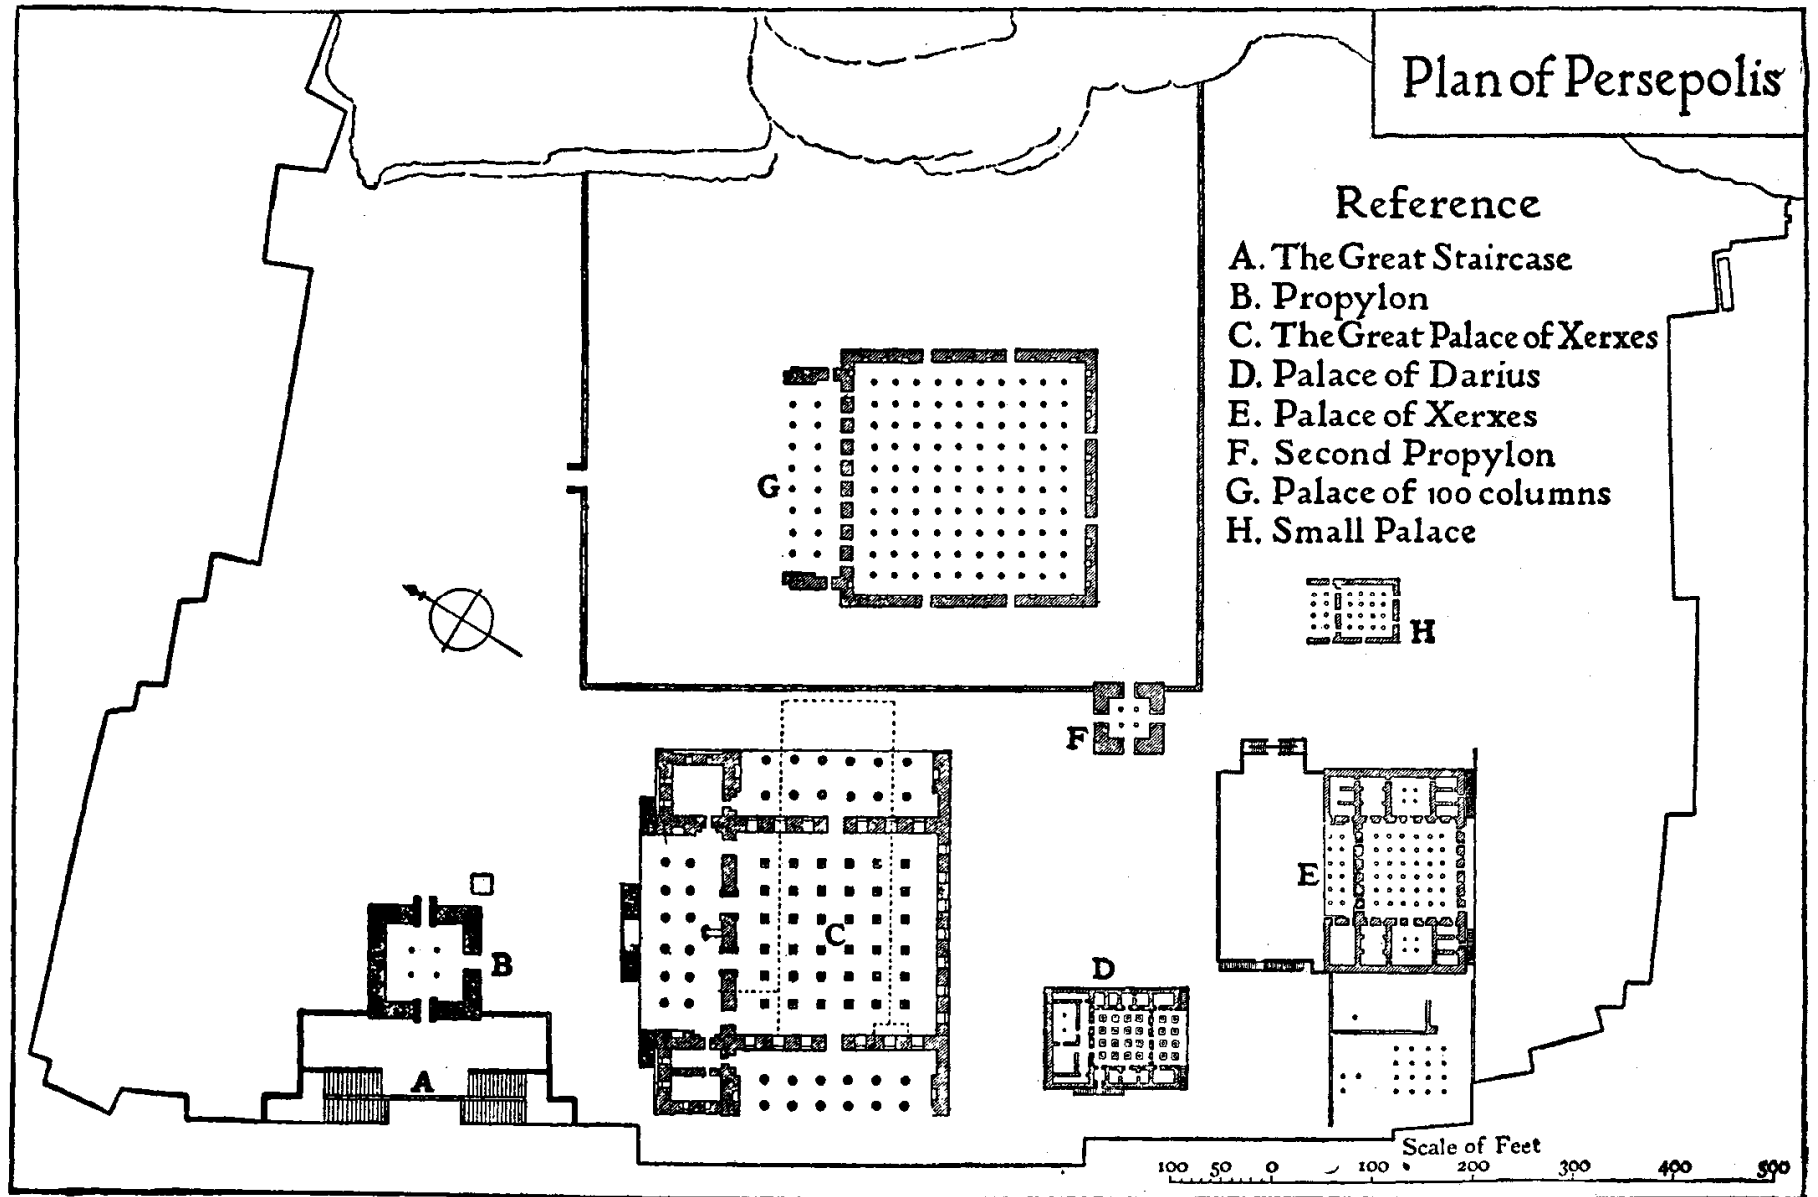 Plan of Persepolis
Reference
A. The Great Staircase
B. Propylon
C. The Great Palace of Xerxes
D. Palace of Darius
E. Palace of Xerxes
F. Second Propylon
G. Palace of 100 columns
H. Small Palace
G
H
F
E
C
B
D
A
Scale of Feet
100 50 0 100 200 300 400 500